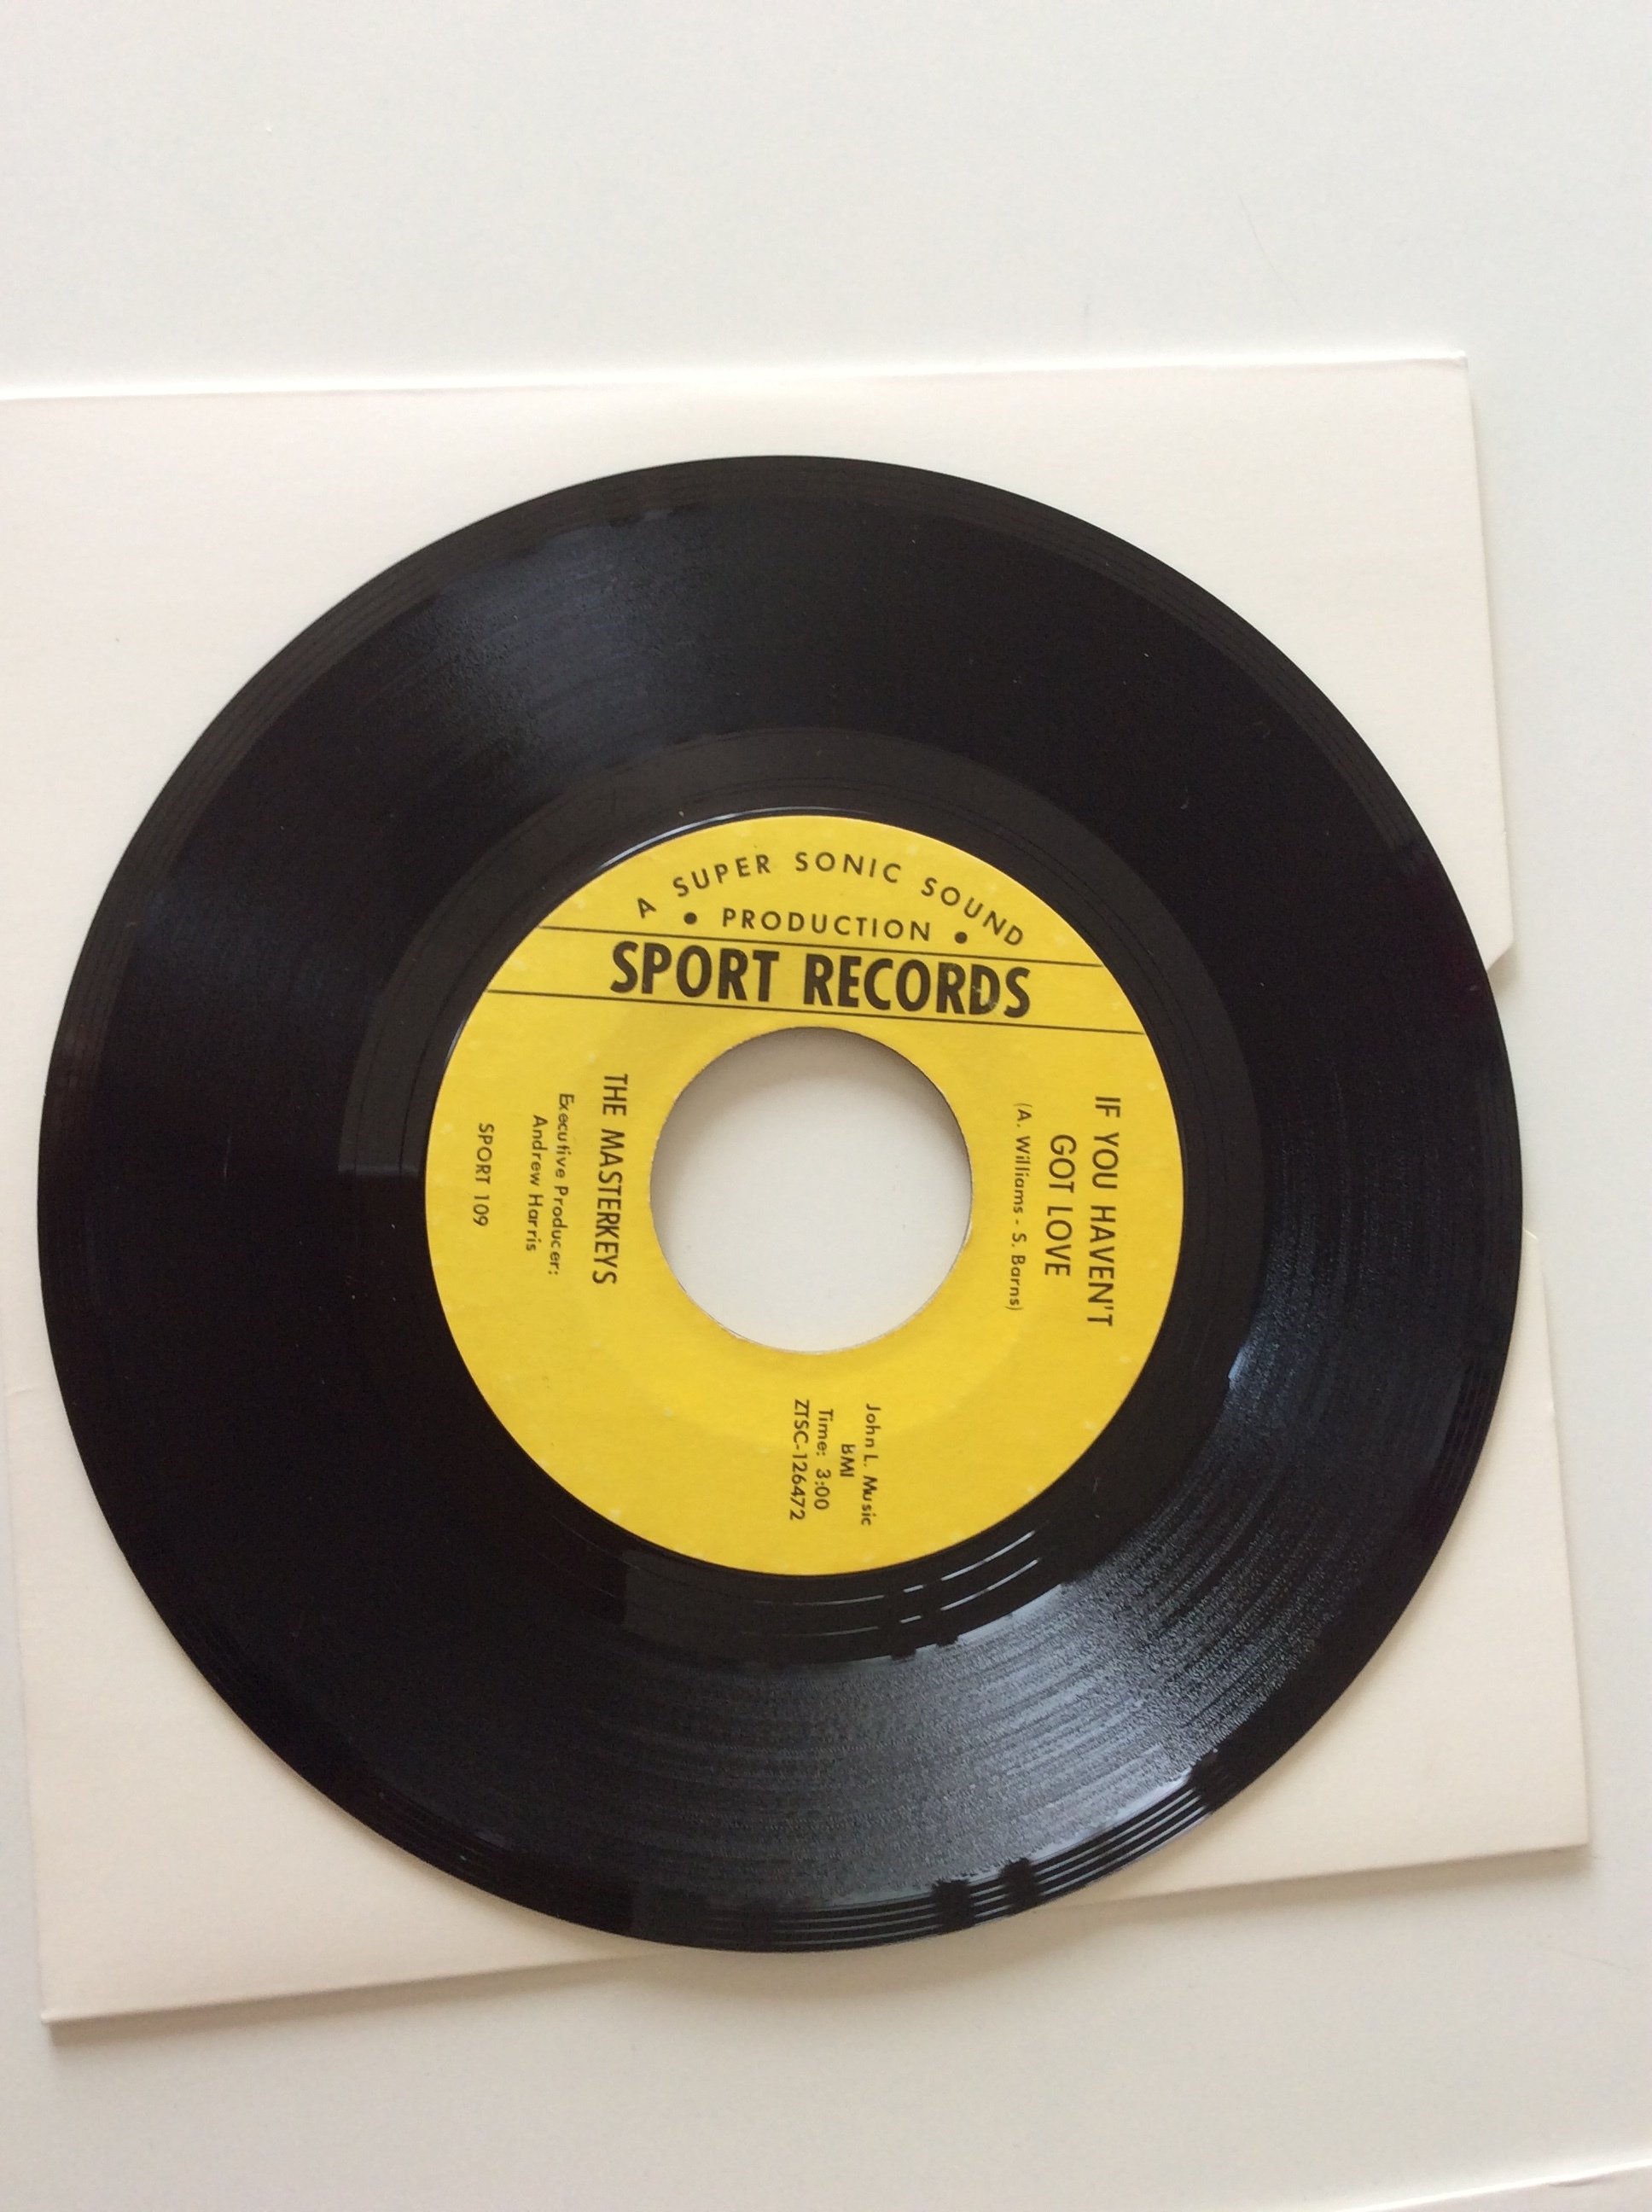 A SUPER SONIC SOUND
• PRODUCTION •
SPORT RECORDS
IF YOU HAVEN'T
GOT LOVE
(A. Williams - S. Barns)
John L. Music
BMI
Time: 3:00
ZTSC-126472
THE MASTERKEYS
Executive Producer:
Andrew Harris
SPORT 109